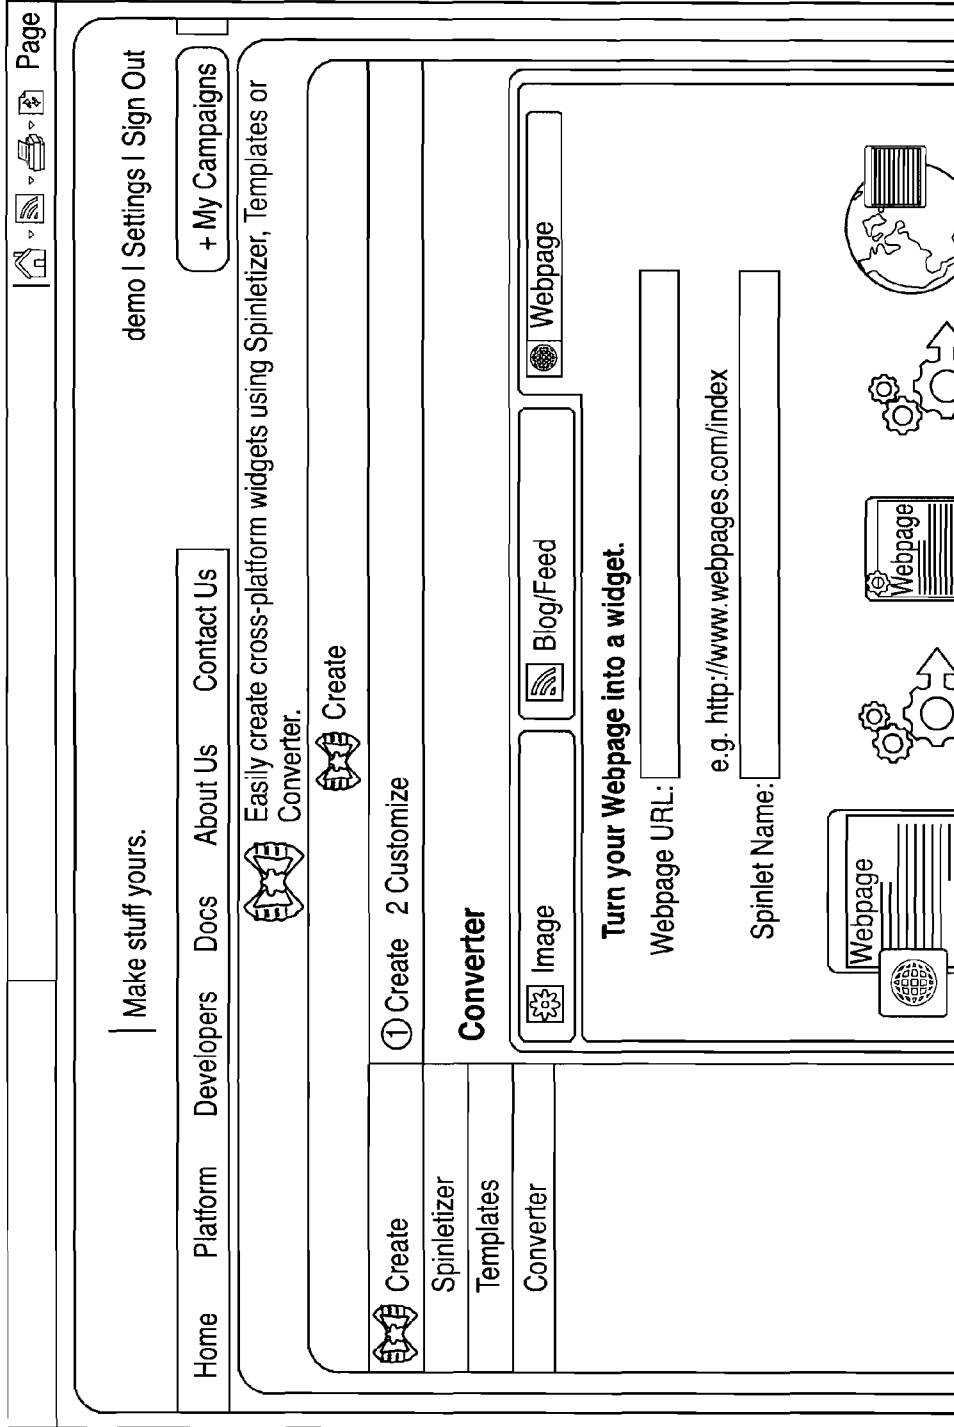 Page
demo | Settings | Sign Out
Make stuff yours.
Home Platform Developers Docs About Us Contact Us
+ My Campaigns
Easily create cross-platform widgets using Spinletizer, Templates or
Converter.
Create
Create
Spinletizer
Templates
Converter
1 Create 2 Customize
Converter
Image
Blog/Feed
Webpage
Turn your Webpage into a widget.
Webpage URL:
e.g. http://www.webpages.com/index
Spinlet Name:
Webpage
Webpage